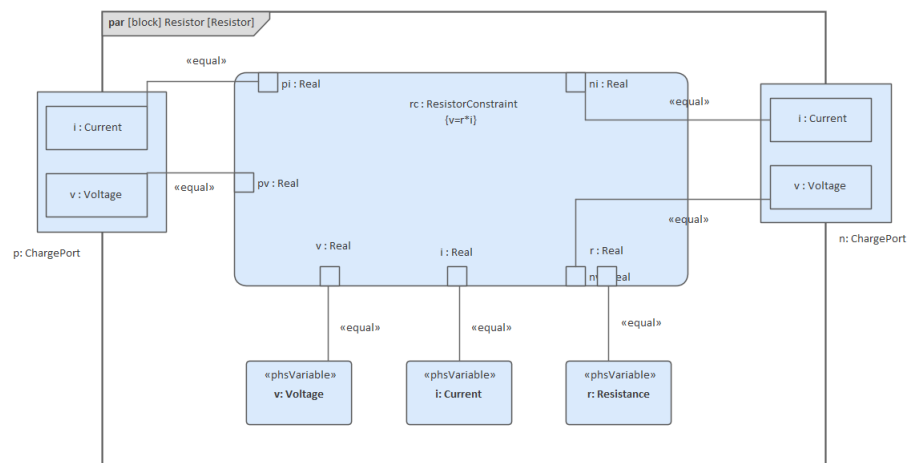 par [block] Resistor [Resistor]
«equal»
pi : Real
ni : Real
«equal»
rc : ResistorConstraint
{v=r*i}
i : Current
i : Current
«equal»
pv : Real
v : Voltage
v : Voltage
«equal»
p: ChargePort
n: ChargePort
v : Real
i : Real
r : Real
«equal»
«equal»
«equal»
«phsVariable»
v: Voltage
«phsVariable»
i: Current
«phsVariable»
r: Resistance